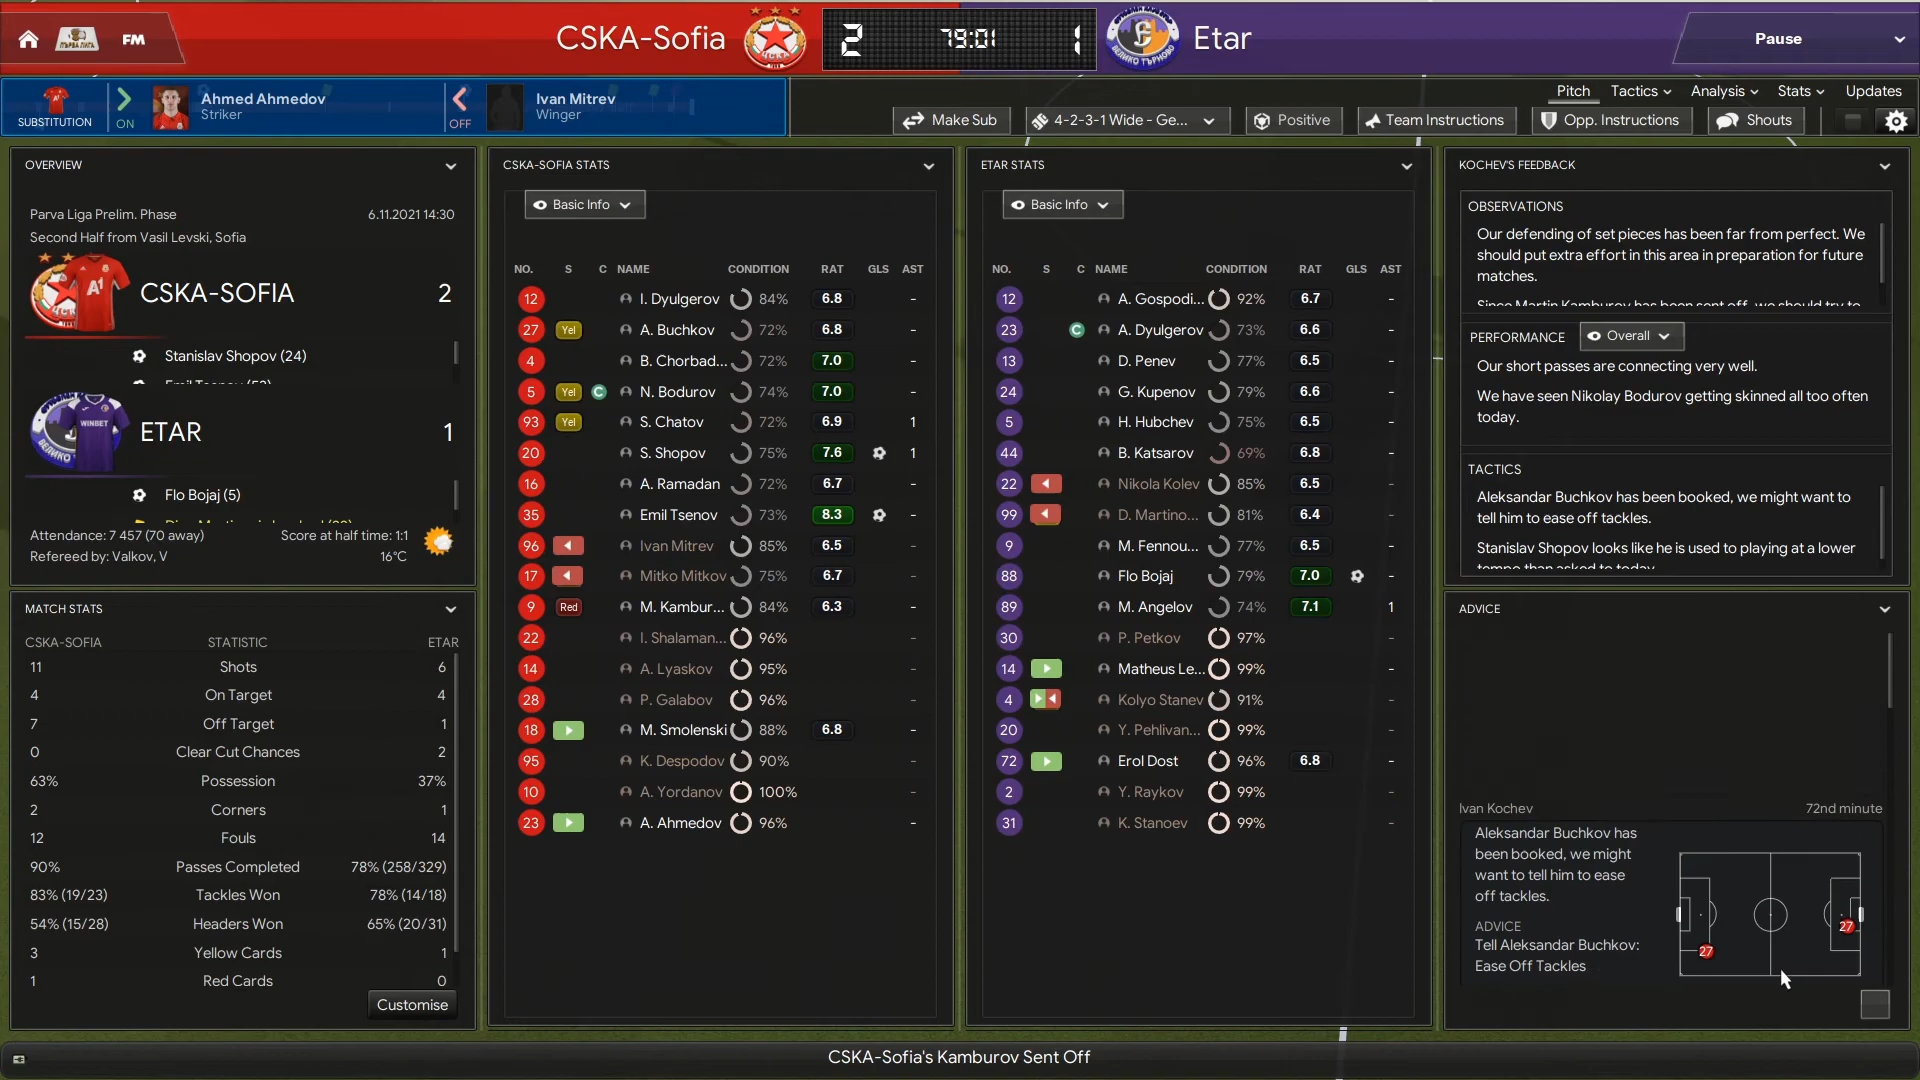 FM
CSKA-Sofia
2
79:01
1
Etar
Pause
SUBSTITUTION
ON
Ahmed Ahmedov
Striker
OFF
Ivan Mitrev
Winger
Pitch
Tactics
Analysis
Stats
Updates
Make Sub
4-2-3-1 Wide - Ge...
Positive
Team Instructions
Opp. Instructions
Shouts
OVERVIEW
Parva Liga Prelim. Phase 6.11.2021 14:30
Second Half from Vasil Levski, Sofia
CSKA-SOFIA 2
Stanislav Shopov (24)
ETAR 1
WINBET
Flo Bojaj (5)
Attendance: 7 457 (70 away) Score at half time: 1:1
Refereed by: Valkov, V 16°C
MATCH STATS
CSKA-SOFIA STATISTIC ETAR
11 Shots 6
4 On Target 4
7 Off Target 1
0 Clear Cut Chances 2
63% Possession 37%
2 Corners 1
12 Fouls 14
90% Passes Completed 78% (258/329)
83% (19/23) Tackles Won 78% (14/18)
54% (15/28) Headers Won 65% (20/31)
3 Yellow Cards 1
1 Red Cards 0
Customise
CSKA-SOFIA STATS
Basic Info
NO. S C NAME CONDITION RAT GLS AST
12 I. Dyulgerov 84% 6.8 -
27 Yel A. Buchkov 72% 6.8 -
4 B. Chorbad... 72% 7.0 -
5 Yel C N. Bodurov 74% 7.0 -
93 Yel S. Chatov 72% 6.9 1
20 S. Shopov 75% 7.6 1
16 A. Ramadan 72% 6.7 -
35 Emil Tsenov 73% 8.3 -
96 Ivan Mitrev 85% 6.5 -
17 Mitko Mitkov 75% 6.7 -
9 Red M. Kambur... 84% 6.3 -
22 I. Shalaman... 96% -
14 A. Lyaskov 95% -
28 P. Galabov 96% -
18 M. Smolenski 88% 6.8 -
95 K. Despodov 90% -
10 A. Yordanov 100% -
23 A. Ahmedov 96% -
ETAR STATS
Basic Info
NO. S C NAME CONDITION RAT GLS AST
12 A. Gospodi... 92% 6.7 -
23 C A. Dyulgerov 73% 6.6 -
13 D. Penev 77% 6.5 -
24 G. Kupenov 79% 6.6 -
5 H. Hubchev 75% 6.5 -
44 B. Katsarov 69% 6.8 -
22 Nikola Kolev 85% 6.5 -
99 D. Martino... 81% 6.4 -
9 M. Fennou... 77% 6.5 -
88 Flo Bojaj 79% 7.0 -
89 M. Angelov 74% 7.1 1
30 P. Petkov 97% -
14 Matheus Le... 99% -
4 Kolyo Stanev 91% -
20 Y. Pehlivan... 99% -
72 Erol Dost 96% 6.8 -
2 Y. Raykov 99% -
31 K. Stanoev 99% -
KOCHEV'S FEEDBACK
OBSERVATIONS
Our defending of set pieces has been far from perfect. We
should put extra effort in this area in preparation for future
matches.
Since Martin Kamburov has been sent off, we should try to
PERFORMANCE Overall
Our short passes are connecting very well.
We have seen Nikolay Bodurov getting skinned all too often
today.
TACTICS
Aleksandar Buchkov has been booked, we might want to
tell him to ease off tackles.
Stanislav Shopov looks like he is used to playing at a lower
tempo than asked to today.
ADVICE
Ivan Kochev 72nd minute
Aleksandar Buchkov has
been booked, we might
want to tell him to ease
off tackles.
ADVICE
Tell Aleksandar Buchkov:
Ease Off Tackles
27
27
CSKA-Sofia's Kamburov Sent Off